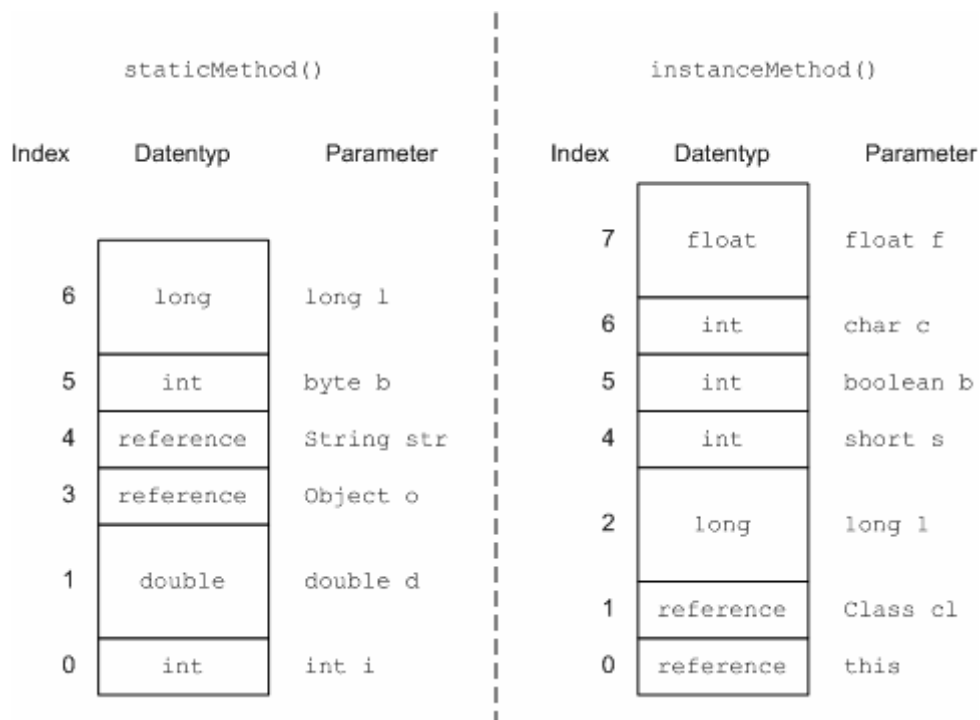 staticMethod()
Index Datentyp Parameter
6 long long l
5 int byte b
4 reference String str
3 reference Object o
1 double double d
0 int int i
instanceMethod()
Index Datentyp Parameter
7 float float f
6 int char c
5 int boolean b
4 int short s
2 long long l
1 reference Class cl
0 reference this